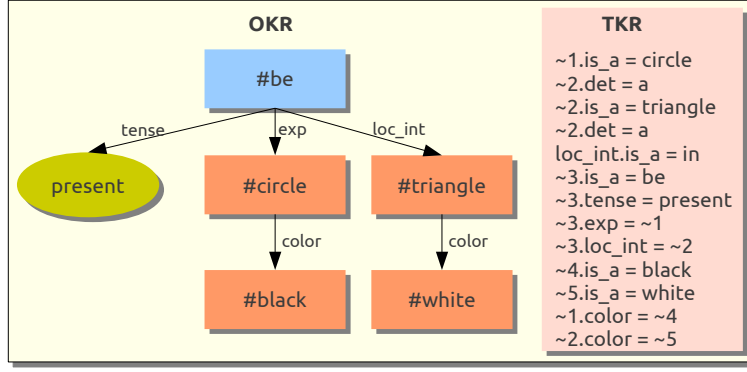 OKR
#be
tense
exp
loc_int
present
#circle
#triangle
color
color
#black
#white
TKR
~1.is_a = circle
~2.det = a
~2.is_a = triangle
~2.det = a
loc_int.is_a = in
~3.is_a = be
~3.tense = present
~3.exp = ~1
~3.loc_int = ~2
~4.is_a = black
~5.is_a = white
~1.color = ~4
~2.color = ~5